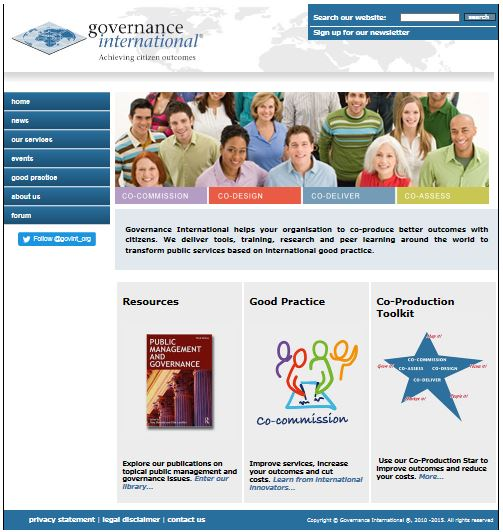 governance
international®
Achieving citizen outcomes
Search our website:
search
Sign up for our newsletter
home
news
our services
events
good practice
about us
forum
Follow @govint_org
CO-COMMISSION
CO-DESIGN
CO-DELIVER
CO-ASSESS
Governance International helps your organisation to co-produce better outcomes with
citizens. We deliver tools, training, research and peer learning around the world to
transform public services based on international good practice.
Resources
PUBLIC
MANAGEMENT
AND
GOVERNANCE
Explore our publications on
topical public management and
governance issues. Enter our
library...
Good Practice
Co-commission
Improve services, increase
your outcomes and cut
costs. Learn from international
innovators...
Co-Production
Toolkit
Map it!
CO-COMMISSION
CO-ASSESS
CO-DESIGN
CO-DELIVER
Use our Co-Production Star to
improve outcomes and reduce
your costs. More...
privacy statement | legal disclaimer | contact us
Copyright © Governance International ®, 2010 -2015. All rights reserved